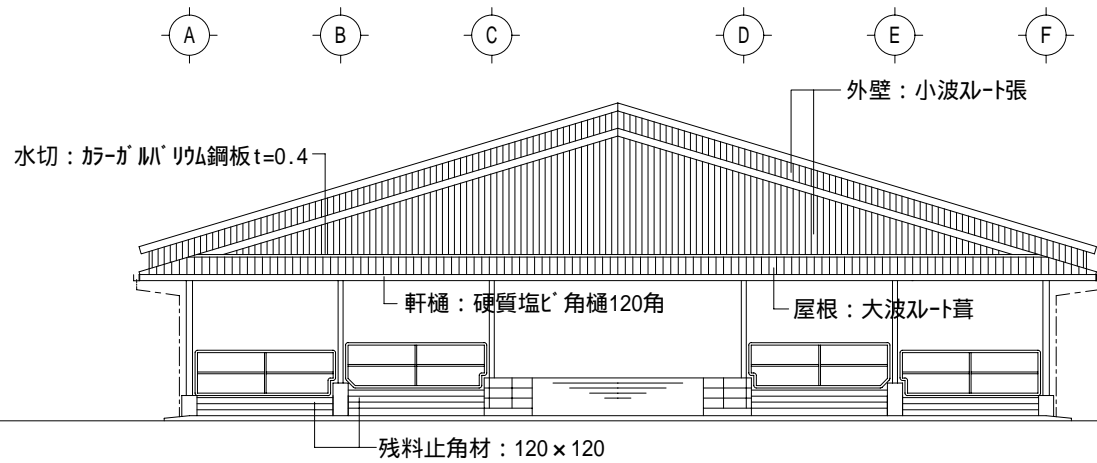 A
B
C
D
E
F
外壁：小波スレート張
水切：カラーガルバリウム鋼板t=0.4
軒樋：硬質塩ビ角樋120角
屋根：大波スレート葺
残料止角材：120×120